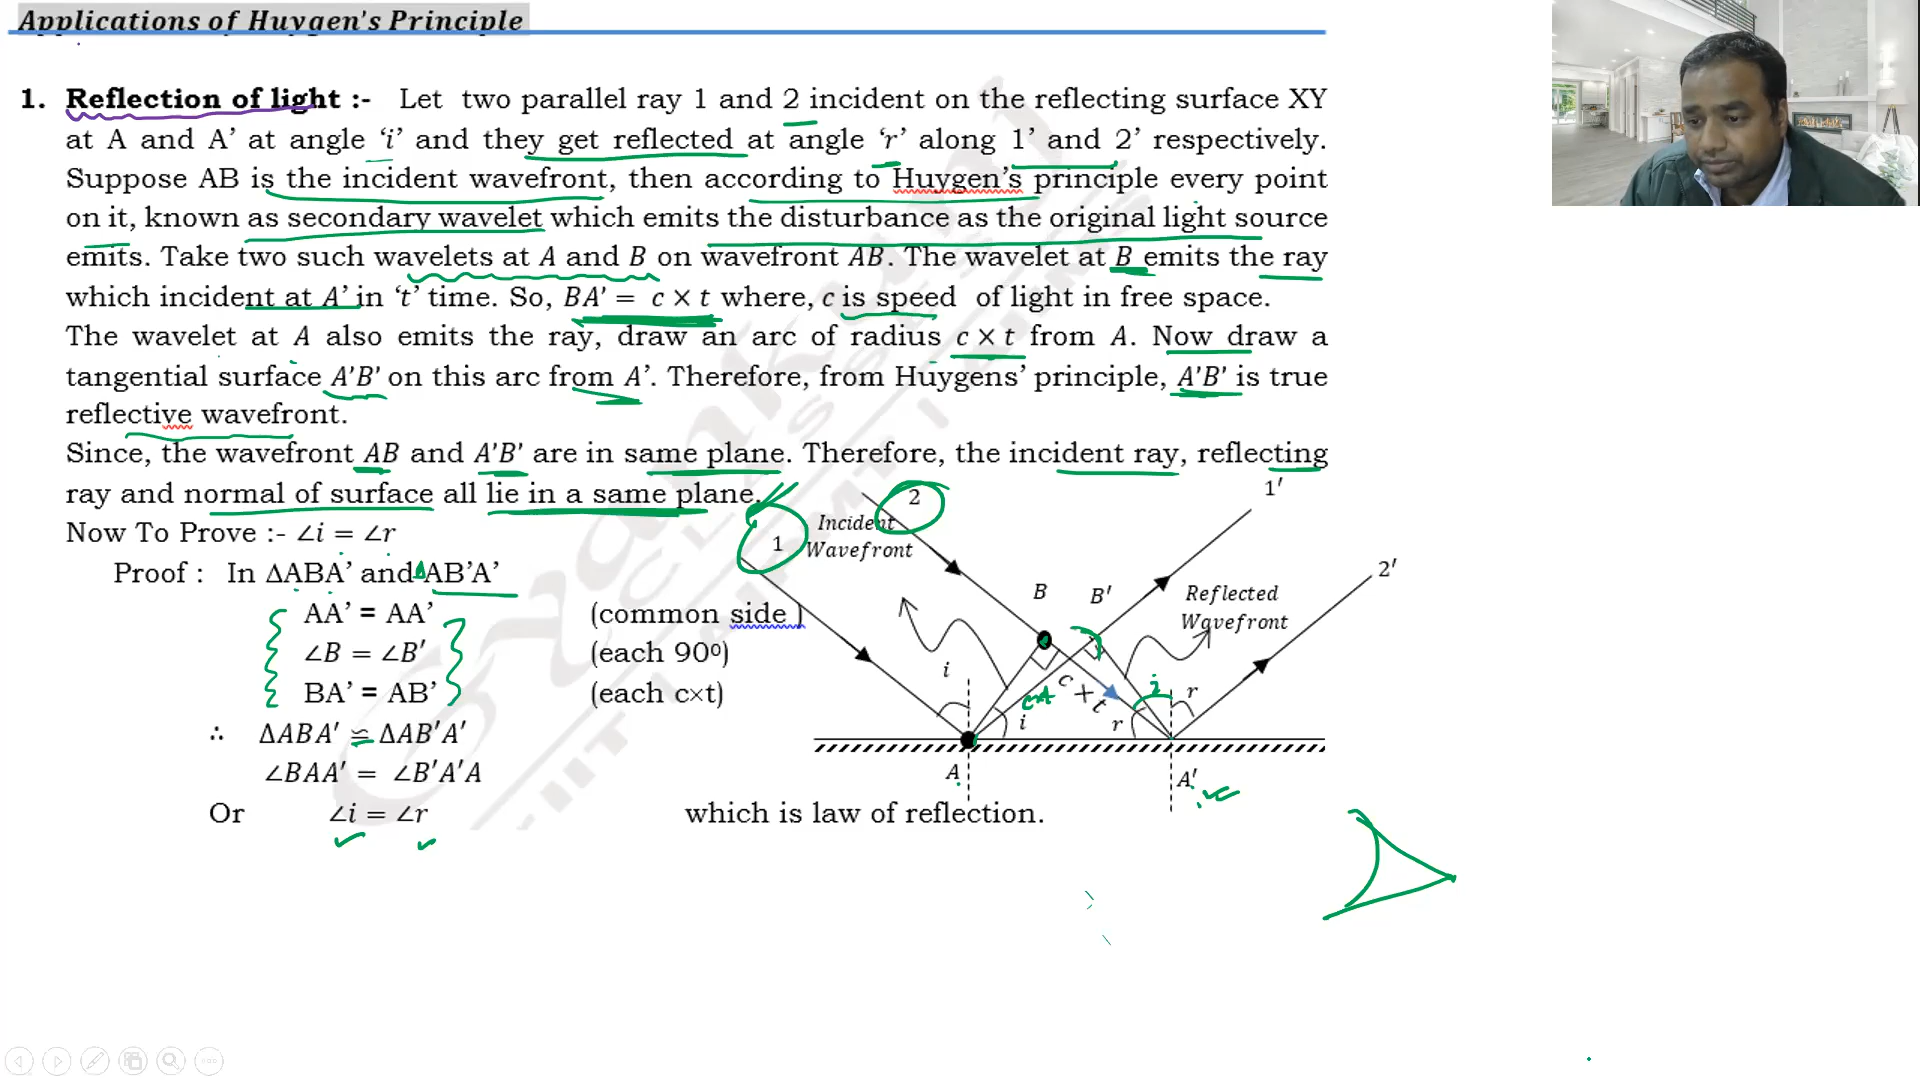 Applications of Huygen's Principle
1. Reflection of light :- Let two parallel ray 1 and 2 incident on the reflecting surface XY
at A and A’ at angle ‘i’ and they get reflected at angle ‘r’ along 1’ and 2’ respectively.
Suppose AB is the incident wavefront, then according to Huygen’s principle every point
on it, known as secondary wavelet which emits the disturbance as the original light source
emits. Take two such wavelets at A and B on wavefront AB. The wavelet at B emits the ray
which incident at A’ in ‘t’ time. So, BA′ = c × t where, c is speed of light in free space.
The wavelet at A also emits the ray, draw an arc of radius c × t from A. Now draw a
tangential surface A'B' on this arc from A’. Therefore, from Huygens’ principle, A'B' is true
reflective wavefront.
Since, the wavefront AB and A'B' are in same plane. Therefore, the incident ray, reflecting
ray and normal of surface all lie in a same plane.
Now To Prove :- ∠i = ∠r
Proof : In ΔABA’ and ΔAB’A’
AA’ = AA’ (common side )
∠B = ∠B′ (each 90º)
BA’ = AB’ (each c×t)
∴ ΔABA′ ≅ ΔAB′A′
∠BAA′ = ∠B′A′A
Or ∠i = ∠r which is law of reflection.
1
2
1′
2′
Incident
Wavefront
B
B′
Reflected
Wavefront
i
c × t
ct
i
r
i
r
A
A′